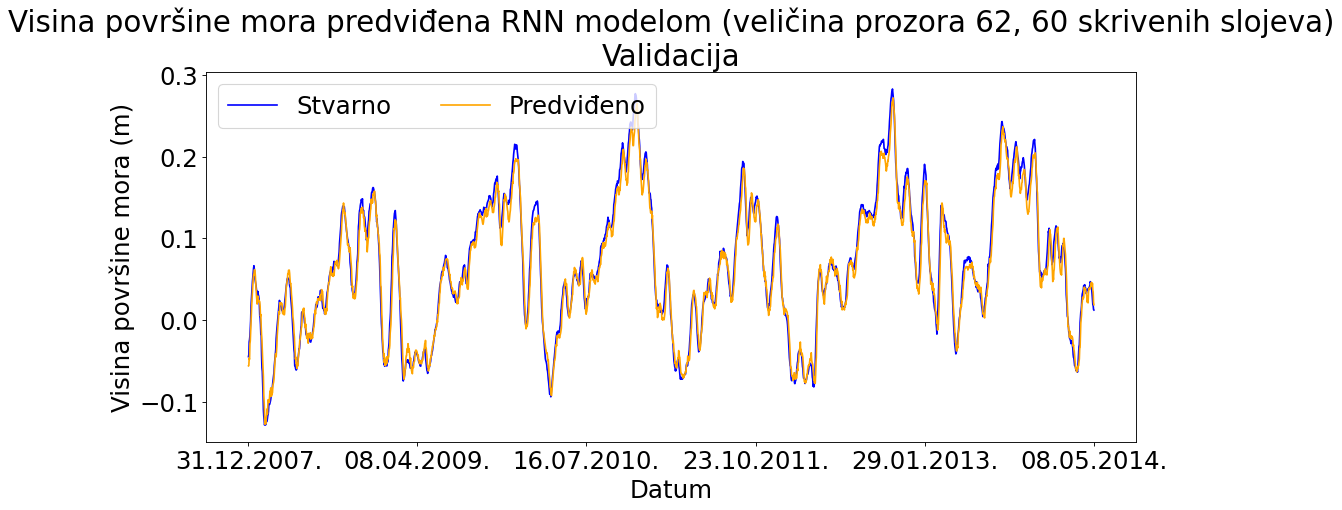 Visina površine mora predviđena RNN modelom (veličina prozora 62, 60 skrivenih slojeva)
Validacija
Stvarno Predviđeno
Visina površine mora (m)
0.3
0.2
0.1
0.0
−0.1
31.12.2007. 08.04.2009. 16.07.2010. 23.10.2011. 29.01.2013. 08.05.2014.
Datum